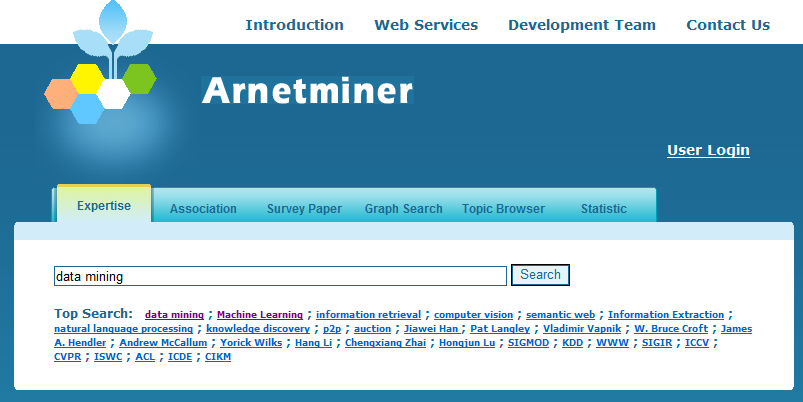 Introduction Web Services Development Team Contact Us
Arnetminer
User Login
Expertise Association Survey Paper Graph Search Topic Browser Statistic
data mining Search
Top Search: data mining ; Machine Learning ; information retrieval ; computer vision ; semantic web ; Information Extraction ;
natural language processing ; knowledge discovery ; p2p ; auction ; Jiawei Han ; Pat Langley ; Vladimir Vapnik ; W. Bruce Croft ; James
A. Hendler ; Andrew McCallum ; Yorick Wilks ; Hang Li ; Chengxiang Zhai ; Hongjun Lu ; SIGMOD ; KDD ; WWW ; SIGIR ; ICCV ;
CVPR ; ISWC ; ACL ; ICDE ; CIKM